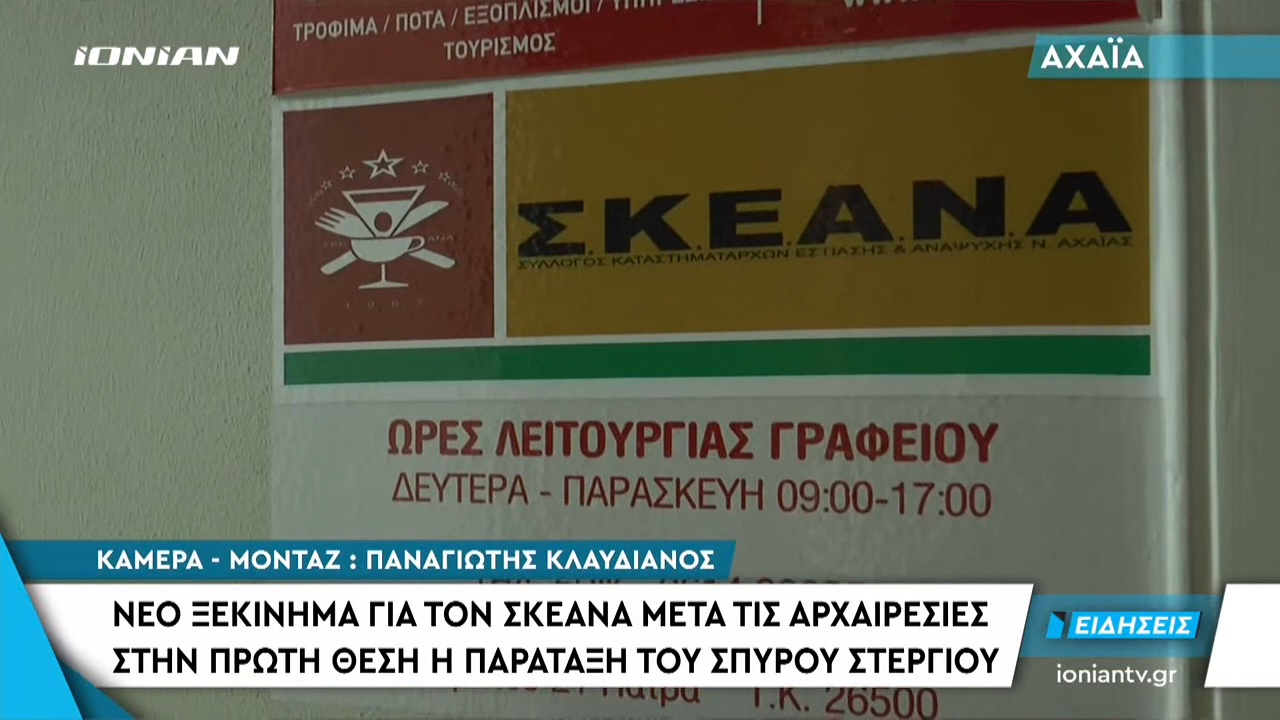 ΤΡΟΦΙΜΑ / ΠΟΤΑ / ΕΞΟΠΛΙΣΜΟΙ /
ΤΟΥΡΙΣΜΟΣ
IONIAN
ΑΧΑΪΑ
Σ.Κ.Ε.Α.Ν.Α
ΣΥΛΛΟΓΟΣ ΚΑΤΑΣΤΗΜΑΤΑΡΧΩΝ ΕΣΤΙΑΣΗΣ & ΑΝΑΨΥΧΗΣ Ν. ΑΧΑΪΑΣ
ΩΡΕΣ ΛΕΙΤΟΥΡΓΙΑΣ ΓΡΑΦΕΙΟΥ
ΔΕΥΤΕΡΑ - ΠΑΡΑΣΚΕΥΗ 09:00-17:00
ΚΑΜΕΡΑ - ΜΟΝΤΑΖ : ΠΑΝΑΓΙΩΤΗΣ ΚΛΑΥΔΙΑΝΟΣ
ΝΕΟ ΞΕΚΙΝΗΜΑ ΓΙΑ ΤΟΝ ΣΚΕΑΝΑ ΜΕΤΑ ΤΙΣ ΑΡΧΑΙΡΕΣΙΕΣ
ΣΤΗΝ ΠΡΩΤΗ ΘΕΣΗ Η ΠΑΡΑΤΑΞΗ ΤΟΥ ΣΠΥΡΟΥ ΣΤΕΡΓΙΟΥ
ΕΙΔΗΣΕΙΣ
ioniantv.gr
Τ.Κ. 26500